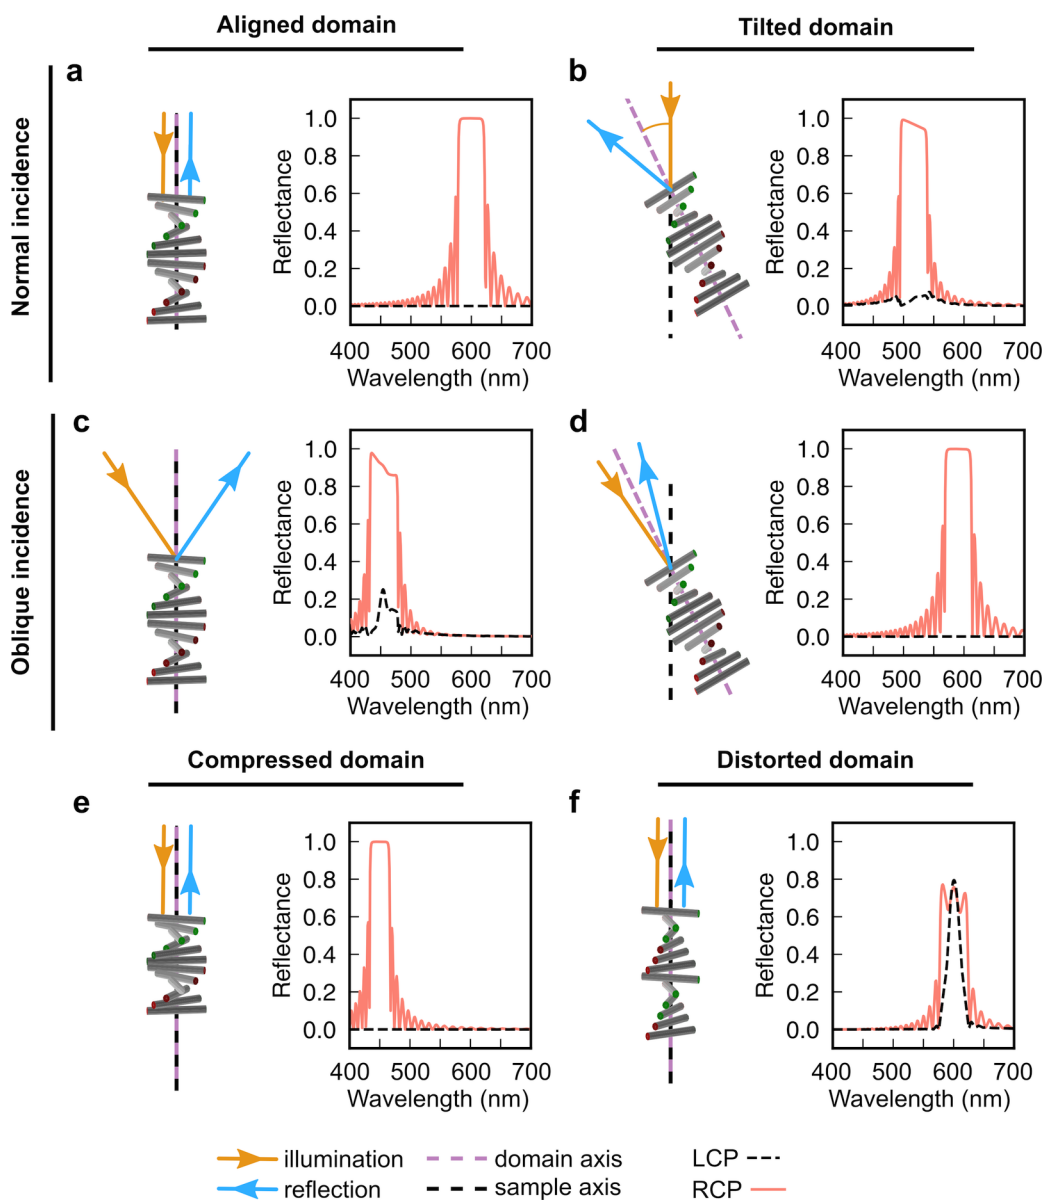 Aligned domain
Tilted domain
Normal incidence
a
b
Reflectance
1.0
0.8
0.6
0.4
0.2
0.0
400 500 600 700
Wavelength (nm)
Reflectance
1.0
0.8
0.6
0.4
0.2
0.0
400 500 600 700
Wavelength (nm)
Oblique incidence
c
d
Reflectance
1.0
0.8
0.6
0.4
0.2
0.0
400 500 600 700
Wavelength (nm)
Reflectance
1.0
0.8
0.6
0.4
0.2
0.0
400 500 600 700
Wavelength (nm)
Compressed domain
Distorted domain
e
f
Reflectance
1.0
0.8
0.6
0.4
0.2
0.0
400 500 600 700
Wavelength (nm)
Reflectance
1.0
0.8
0.6
0.4
0.2
0.0
400 500 600 700
Wavelength (nm)
illumination
domain axis
LCP
reflection
sample axis
RCP